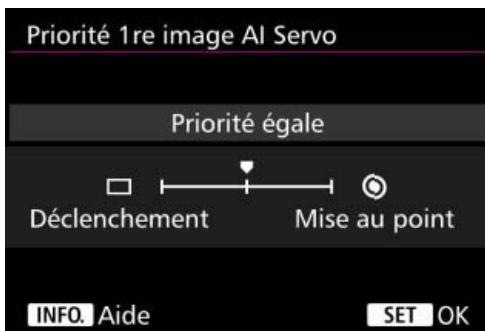 Priorité 1re image AI Servo
Priorité égale
Déclenchement Mise au point
INFO. Aide SET OK